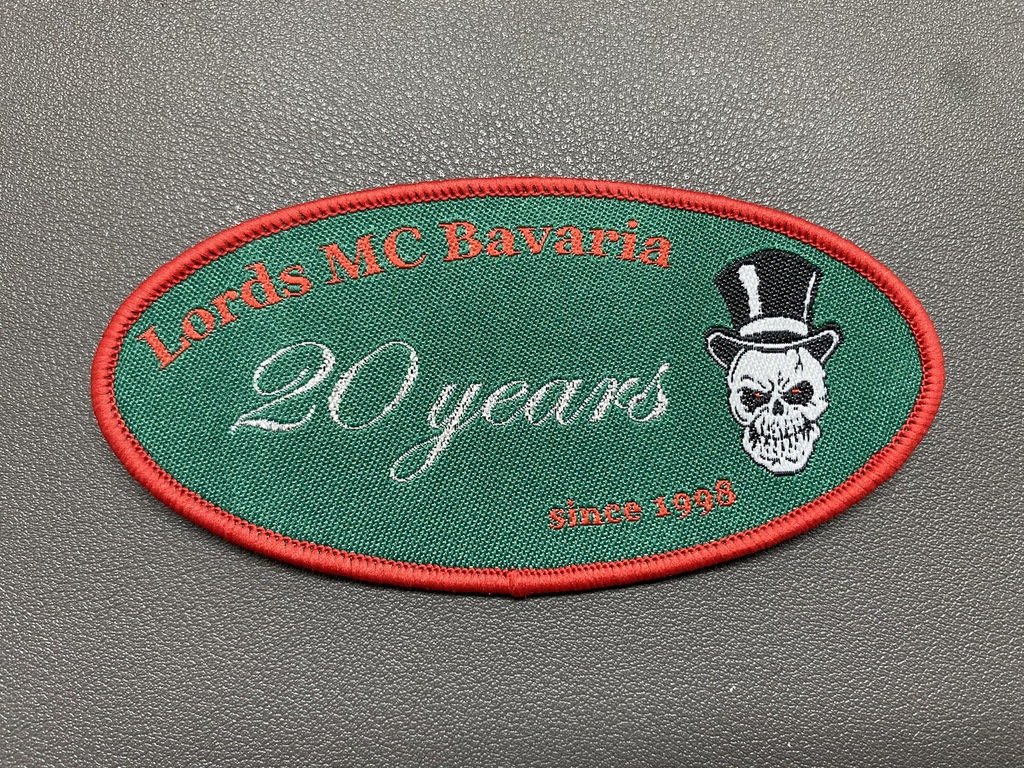 Lords MC Bavaria
20 years
since 1998